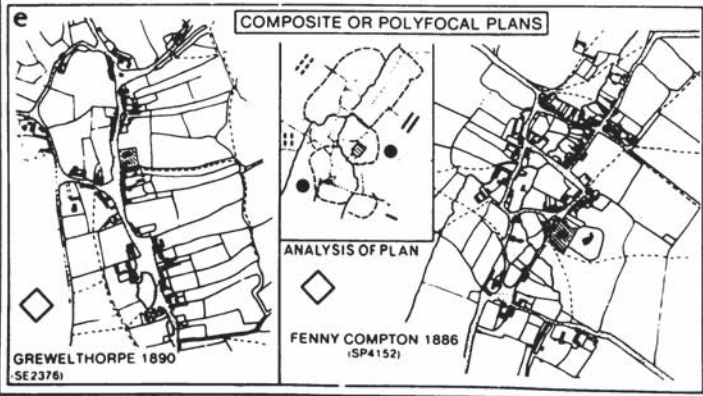 e
COMPOSITE OR POLYFOCAL PLANS
ANALYSIS OF PLAN
GREWELTHORPE 1890
(SE2376)
FENNY COMPTON 1886
(SP4152)